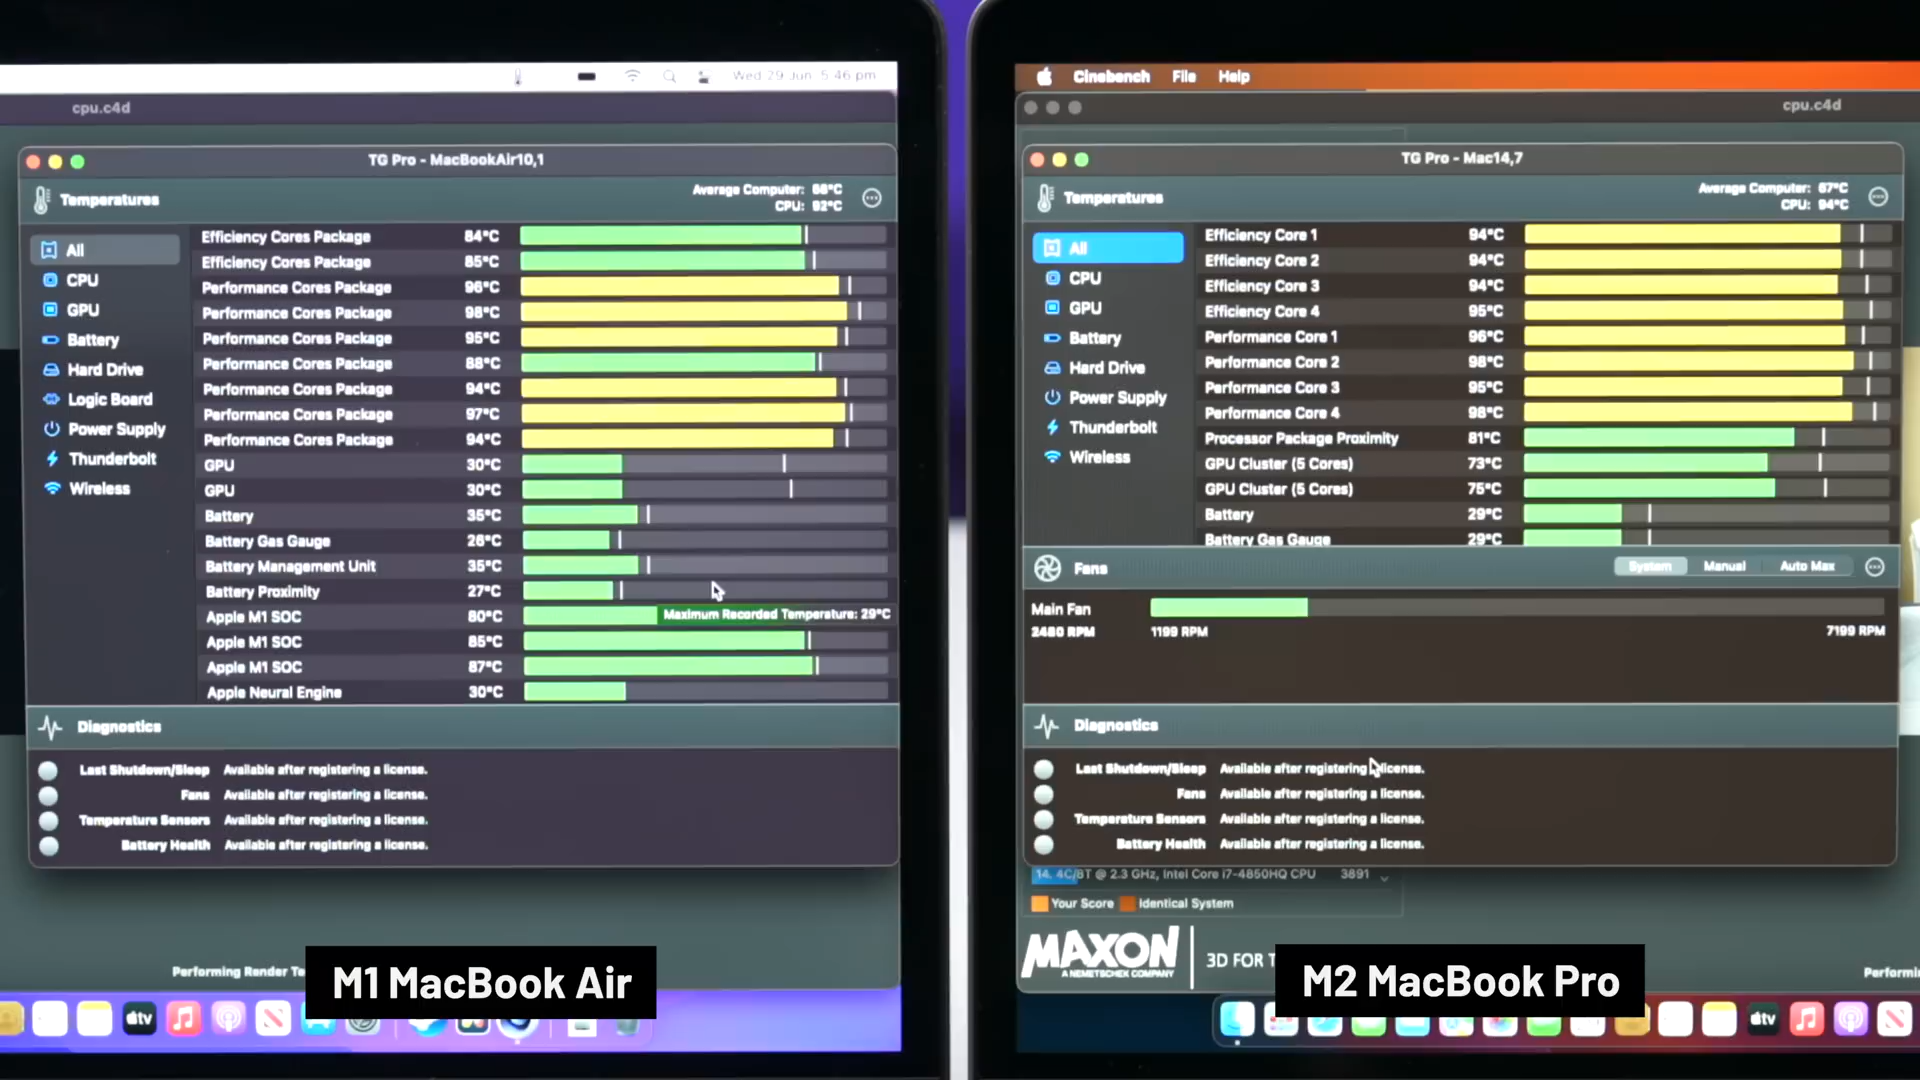 Wed 29 Jun 5:46 pm
cpu.c4d
TG Pro - MacBookAir10,1
Temperatures
Average Computer: 68°C
CPU: 92°C
All
CPU
GPU
Battery
Hard Drive
Logic Board
Power Supply
Thunderbolt
Wireless
Efficiency Cores Package 84°C
Efficiency Cores Package 85°C
Performance Cores Package 96°C
Performance Cores Package 98°C
Performance Cores Package 95°C
Performance Cores Package 88°C
Performance Cores Package 94°C
Performance Cores Package 97°C
Performance Cores Package 94°C
GPU 30°C
GPU 30°C
Battery 35°C
Battery Gas Gauge 26°C
Battery Management Unit 35°C
Battery Proximity 27°C
Apple M1 SOC 80°C Maximum Recorded Temperature: 29°C
Apple M1 SOC 85°C
Apple M1 SOC 87°C
Apple Neural Engine 30°C
Diagnostics
Last Shutdown/Sleep Available after registering a license.
Fans Available after registering a license.
Temperature Sensors Available after registering a license.
Battery Health Available after registering a license.
Performing Render Te
tv
M1 MacBook Air
Cinebench File Help
cpu.c4d
TG Pro - Mac14,7
Temperatures
Average Computer: 67°C
CPU: 94°C
All
CPU
GPU
Battery
Hard Drive
Power Supply
Thunderbolt
Wireless
Efficiency Core 1 94°C
Efficiency Core 2 94°C
Efficiency Core 3 94°C
Efficiency Core 4 95°C
Performance Core 1 96°C
Performance Core 2 98°C
Performance Core 3 95°C
Performance Core 4 98°C
Processor Package Proximity 81°C
GPU Cluster (5 Cores) 73°C
GPU Cluster (5 Cores) 75°C
Battery 29°C
Battery Gas Gauge 29°C
Fans
System Manual Auto Max
Main Fan
2480 RPM 1199 RPM 7199 RPM
Diagnostics
Last Shutdown/Sleep Available after registering a license.
Fans Available after registering a license.
Temperature Sensors Available after registering a license.
Battery Health Available after registering a license.
14. 4C/8T @ 2.3 GHz, Intel Core i7-4850HQ CPU 3891
Your Score Identical System
MAXON
A NEMETSCHEK COMPANY
3D FOR T
Performin
M2 MacBook Pro
tv